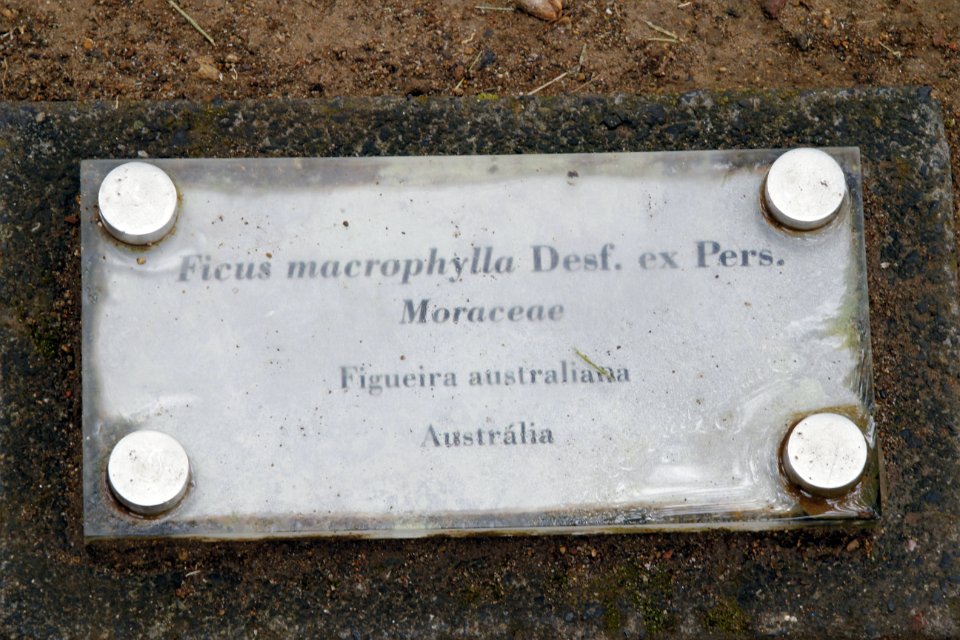 Ficus macrophylla Desf. ex Pers.
Moraceae
Figueira australiana
Austrália